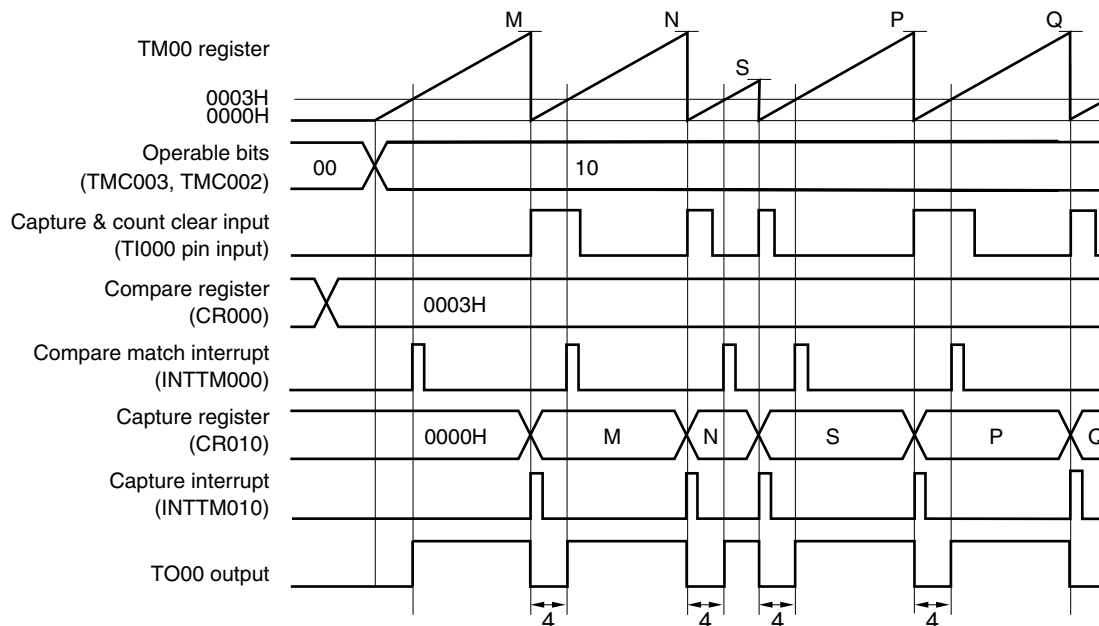 M N P Q
S
TM00 register
0003H
0000H
Operable bits
(TMC003, TMC002)
00 10
Capture & count clear input
(TI000 pin input)
Compare register
(CR000)
0003H
Compare match interrupt
(INTTM000)
Capture register
(CR010)
0000H M N S P Q
Capture interrupt
(INTTM010)
TO00 output
4 4 4 4